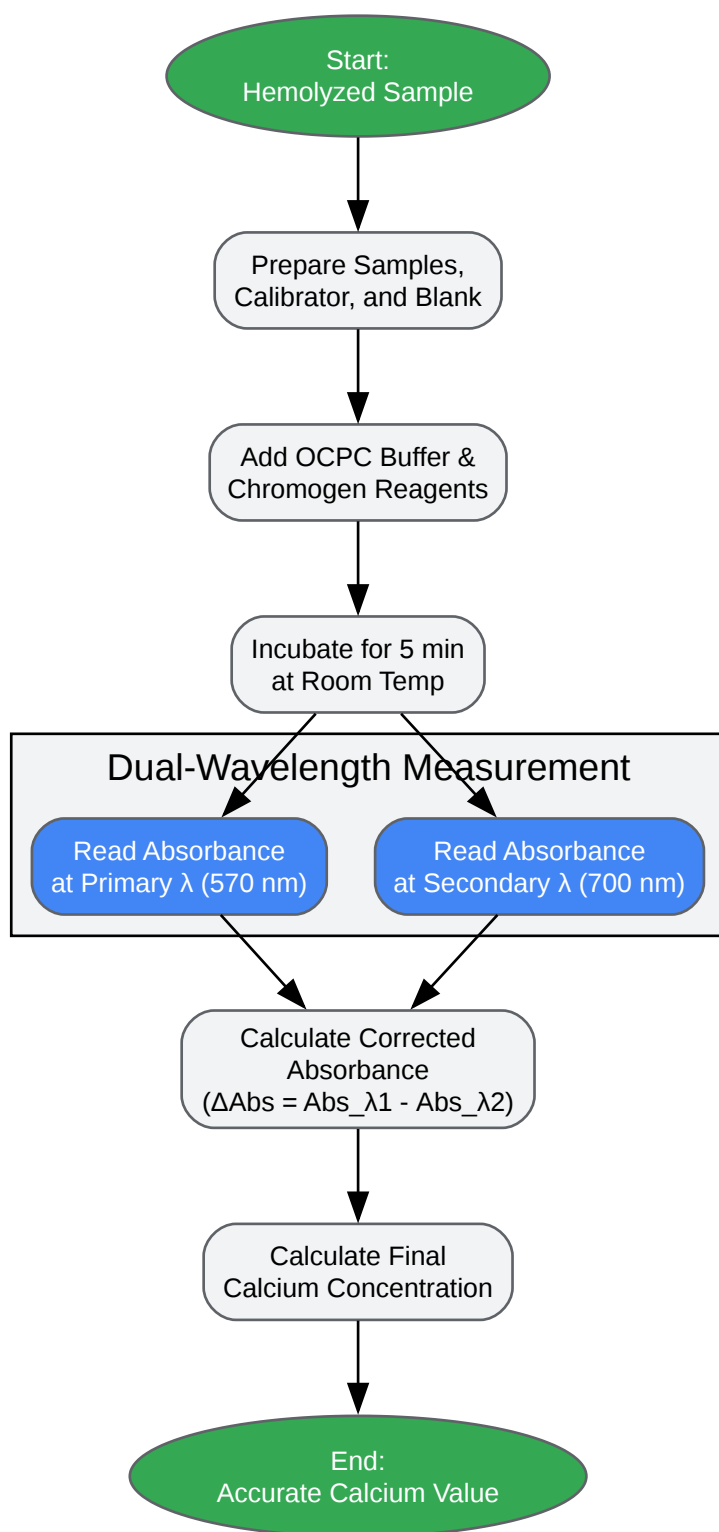 Start:
Hemolyzed Sample
Prepare Samples,
Calibrator, and Blank
Add OCPC Buffer &
Chromogen Reagents
Incubate for 5 min
at Room Temp
Dual-Wavelength Measurement
Read Absorbance
at Primary λ (570 nm)
Read Absorbance
at Secondary λ (700 nm)
Calculate Corrected
Absorbance
(ΔAbs = Abs_λ1 - Abs_λ2)
Calculate Final
Calcium Concentration
End:
Accurate Calcium Value